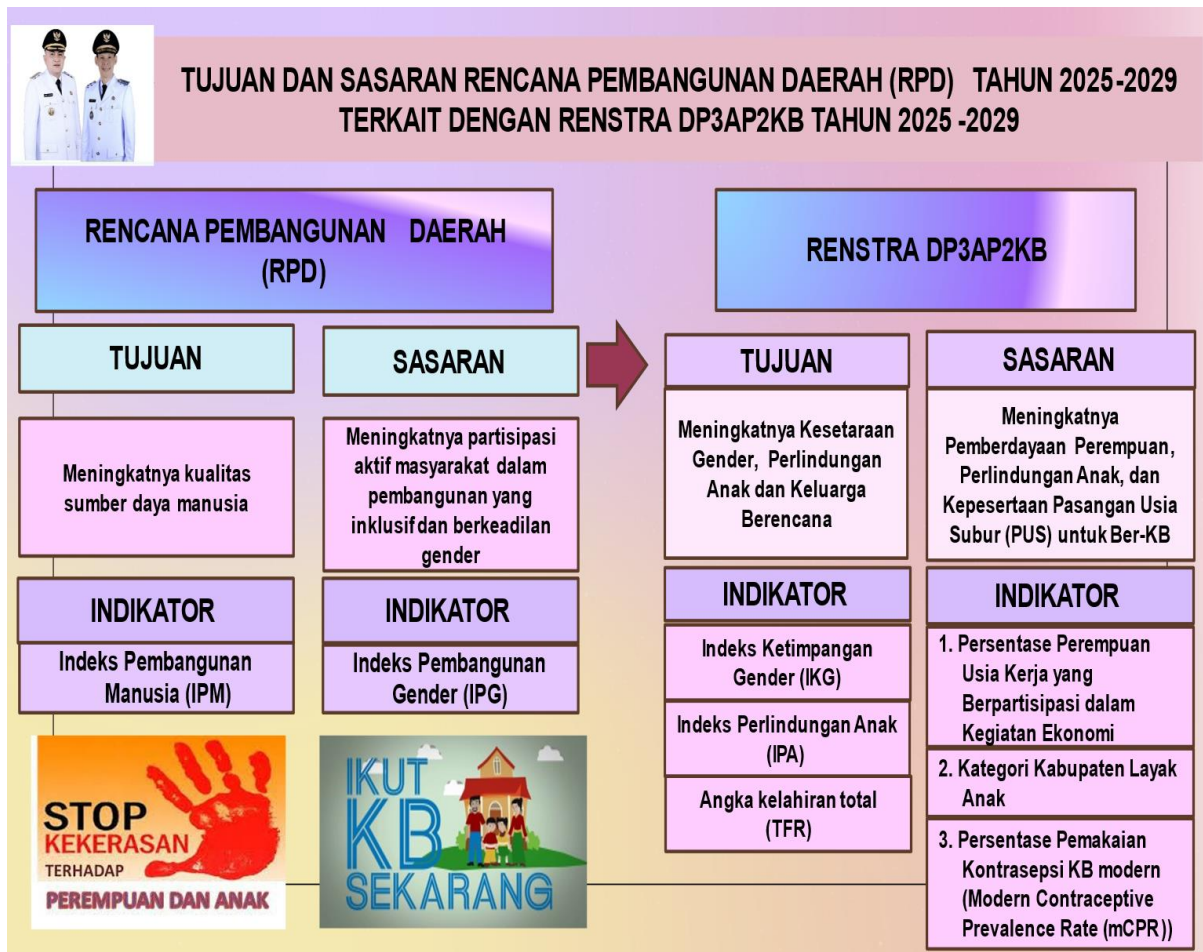 TUJUAN DAN SASARAN RENCANA PEMBANGUNAN DAERAH (RPD) TAHUN 2025-2029
TERKAIT DENGAN RENSTRA DP3AP2KB TAHUN 2025 -2029
RENCANA PEMBANGUNAN DAERAH
(RPD)
TUJUAN
Meningkatnya kualitas
sumber daya manusia
INDIKATOR
Indeks Pembangunan
Manusia (IPM)
SASARAN
Meningkatnya partisipasi
aktif masyarakat dalam
pembangunan yang
inklusif dan berkeadilan
gender
INDIKATOR
Indeks Pembangunan
Gender (IPG)
STOP
KEKERASAN
TERHADAP
PEREMPUAN DAN ANAK
IKUT
KB
SEKARANG
RENSTRA DP3AP2KB
TUJUAN
Meningkatnya Kesetaraan
Gender, Perlindungan
Anak dan Keluarga
Berencana
INDIKATOR
Indeks Ketimpangan
Gender (IKG)
Indeks Perlindungan Anak
(IPA)
Angka kelahiran total
(TFR)
SASARAN
Meningkatnya
Pemberdayaan Perempuan,
Perlindungan Anak, dan
Kepesertaan Pasangan Usia
Subur (PUS) untuk Ber-KB
INDIKATOR
1. Persentase Perempuan
Usia Kerja yang
Berpartisipasi dalam
Kegiatan Ekonomi
2. Kategori Kabupaten Layak
Anak
3. Persentase Pemakaian
Kontrasepsi KB modern
(Modern Contraceptive
Prevalence Rate (mCPR))